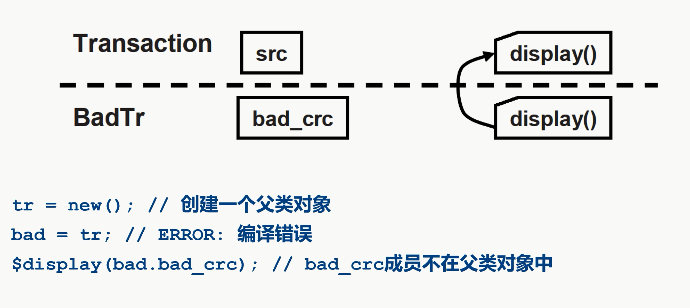 Transaction src display()
BadTr bad_crc display()
tr = new(); // 创建一个父类对象
bad = tr; // ERROR: 编译错误
$display(bad.bad_crc); // bad_crc成员不在父类对象中